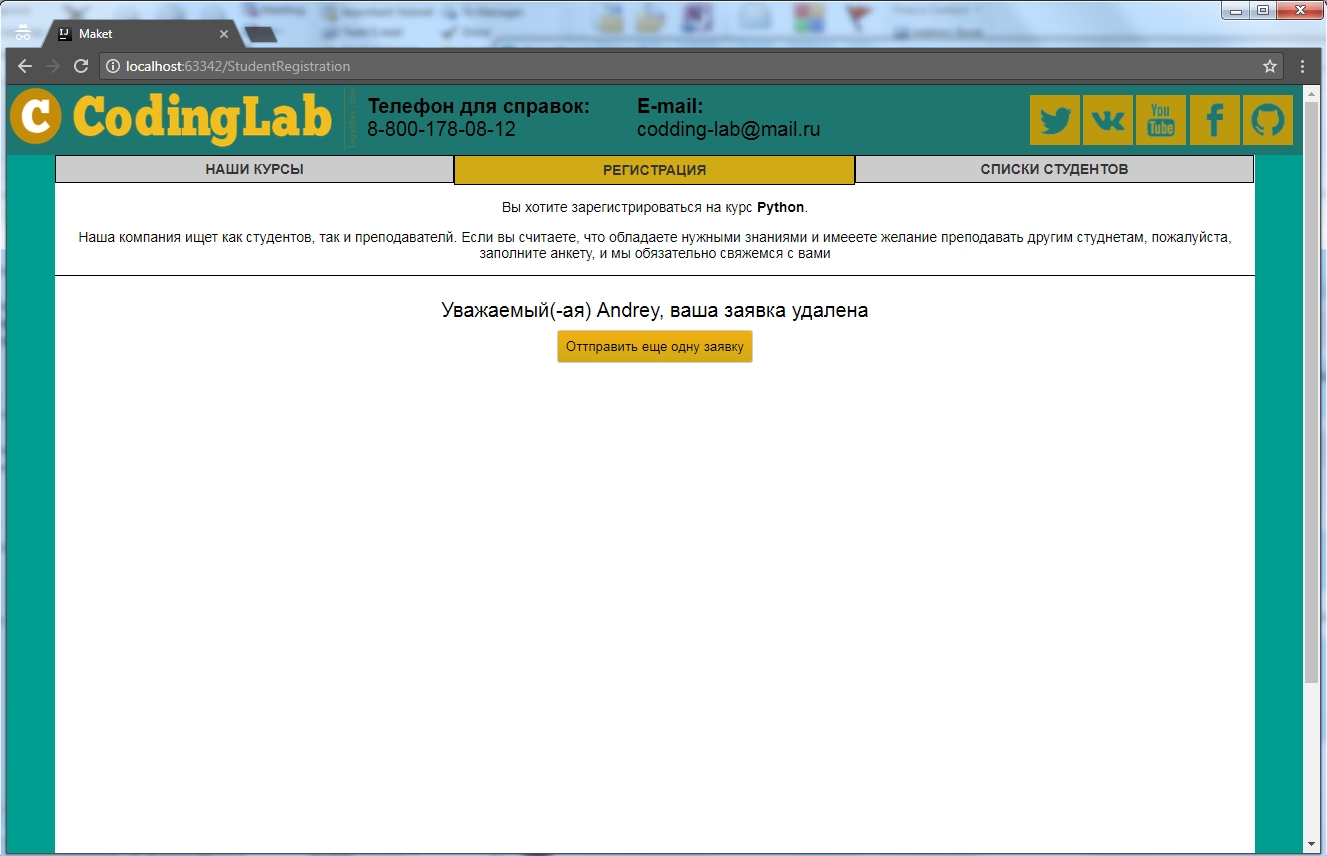 Maket
localhost:63342/StudentRegistration
C CodingLab
Телефон для справок:
8-800-178-08-12
E-mail:
codding-lab@mail.ru
You
Tube
НАШИ КУРСЫ
РЕГИСТРАЦИЯ
СПИСКИ СТУДЕНТОВ
Вы хотите зарегистрироваться на курс Python.
Наша компания ищет как студентов, так и преподавателй. Если вы считаете, что обладаете нужными знаниями и имееете желание преподавать другим студнетам, пожалуйста,
заполните анкету, и мы обязательно свяжемся с вами
Уважаемый(-ая) Andrey, ваша заявка удалена
Оттправить еще одну заявку